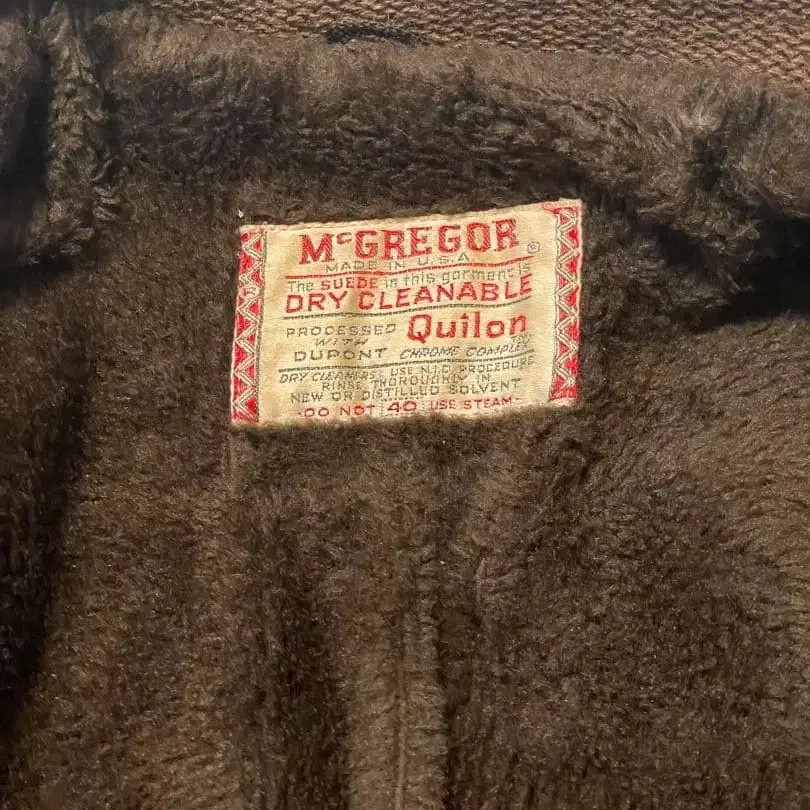 McGREGOR ®
MADE IN U.S.A.
The SUEDE in this garment is
DRY CLEANABLE
PROCESSED WITH Quilon
DUPONT CHROME COMPLEX
DRY CLEANERS: USE N.I.D. PROCEDURE
RINSE THOROUGHLY IN
NEW OR DISTILLED SOLVENT
-DO NOT 40 USE STEAM-